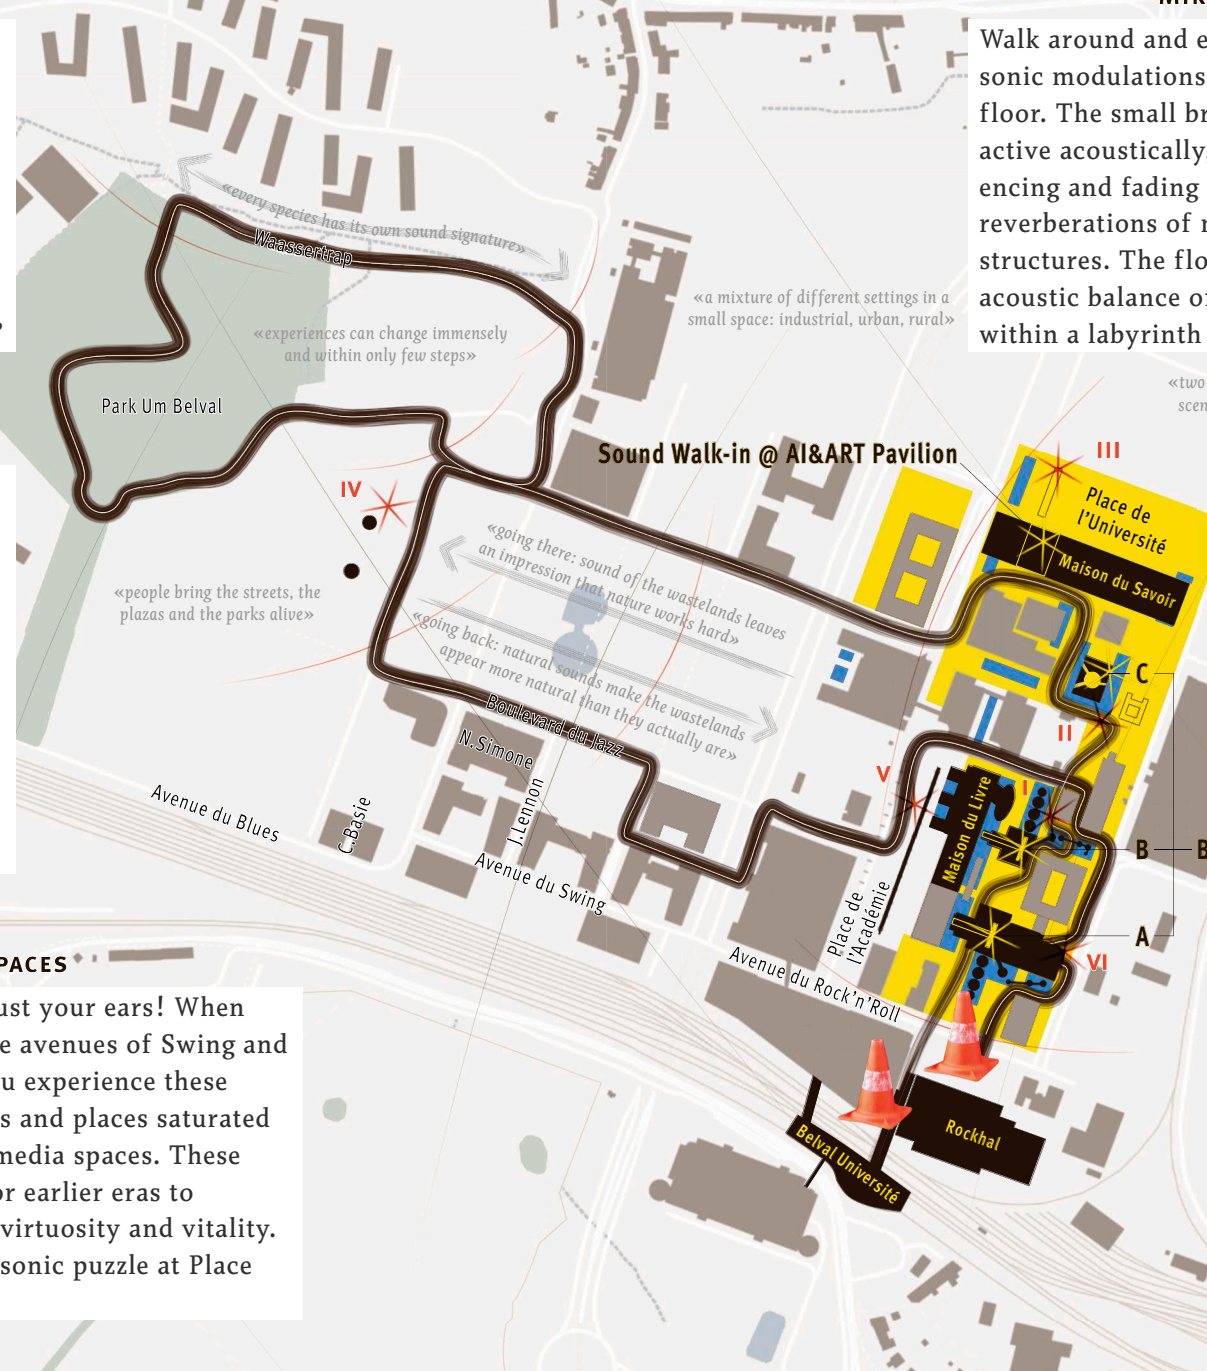 Walk around and e
sonic modulations
floor. The small br
active acoustically.
encing and fading
reverberations of r
structures. The flo
acoustic balance of
within a labyrinth
«every species has its own sound signature»
Waassertrap
«a mixture of different settings in a
small space: industrial, urban, rural»
«experiences can change immensely
and within only few steps»
«two
scen
Park Um Belval
Sound Walk-in @ AI&ART Pavilion
III
IV
Place de
l'Université
Maison du Savoir
«going there: sound of the wastelands leaves
an impression that nature works hard»
«people bring the streets, the
plazas and the parks alive»
«going back: natural sounds make the wastelands
appear more natural than they actually are»
C
II
Boulevard du Jazz
N.Simone
V
I
Avenue du Blues
C.Basie
J.Lennon
Maison du Livre
B
B
Avenue du Swing
Place de
l'Académie
A
VI
Avenue du Rock'n'Roll
PACES
ust your ears! When
e avenues of Swing and
u experience these
s and places saturated
media spaces. These
or earlier eras to
virtuosity and vitality.
sonic puzzle at Place
Belval Université
Rockhal